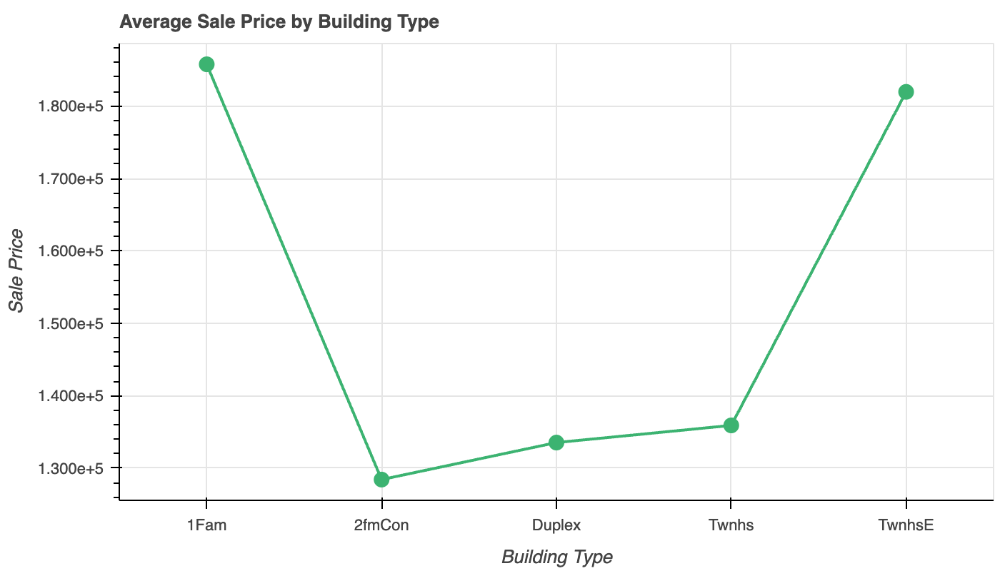 Average Sale Price by Building Type
1.800e+5
1.700e+5
1.600e+5
1.500e+5
1.400e+5
1.300e+5
Sale Price
1Fam 2fmCon Duplex Twnhs TwnhsE
Building Type